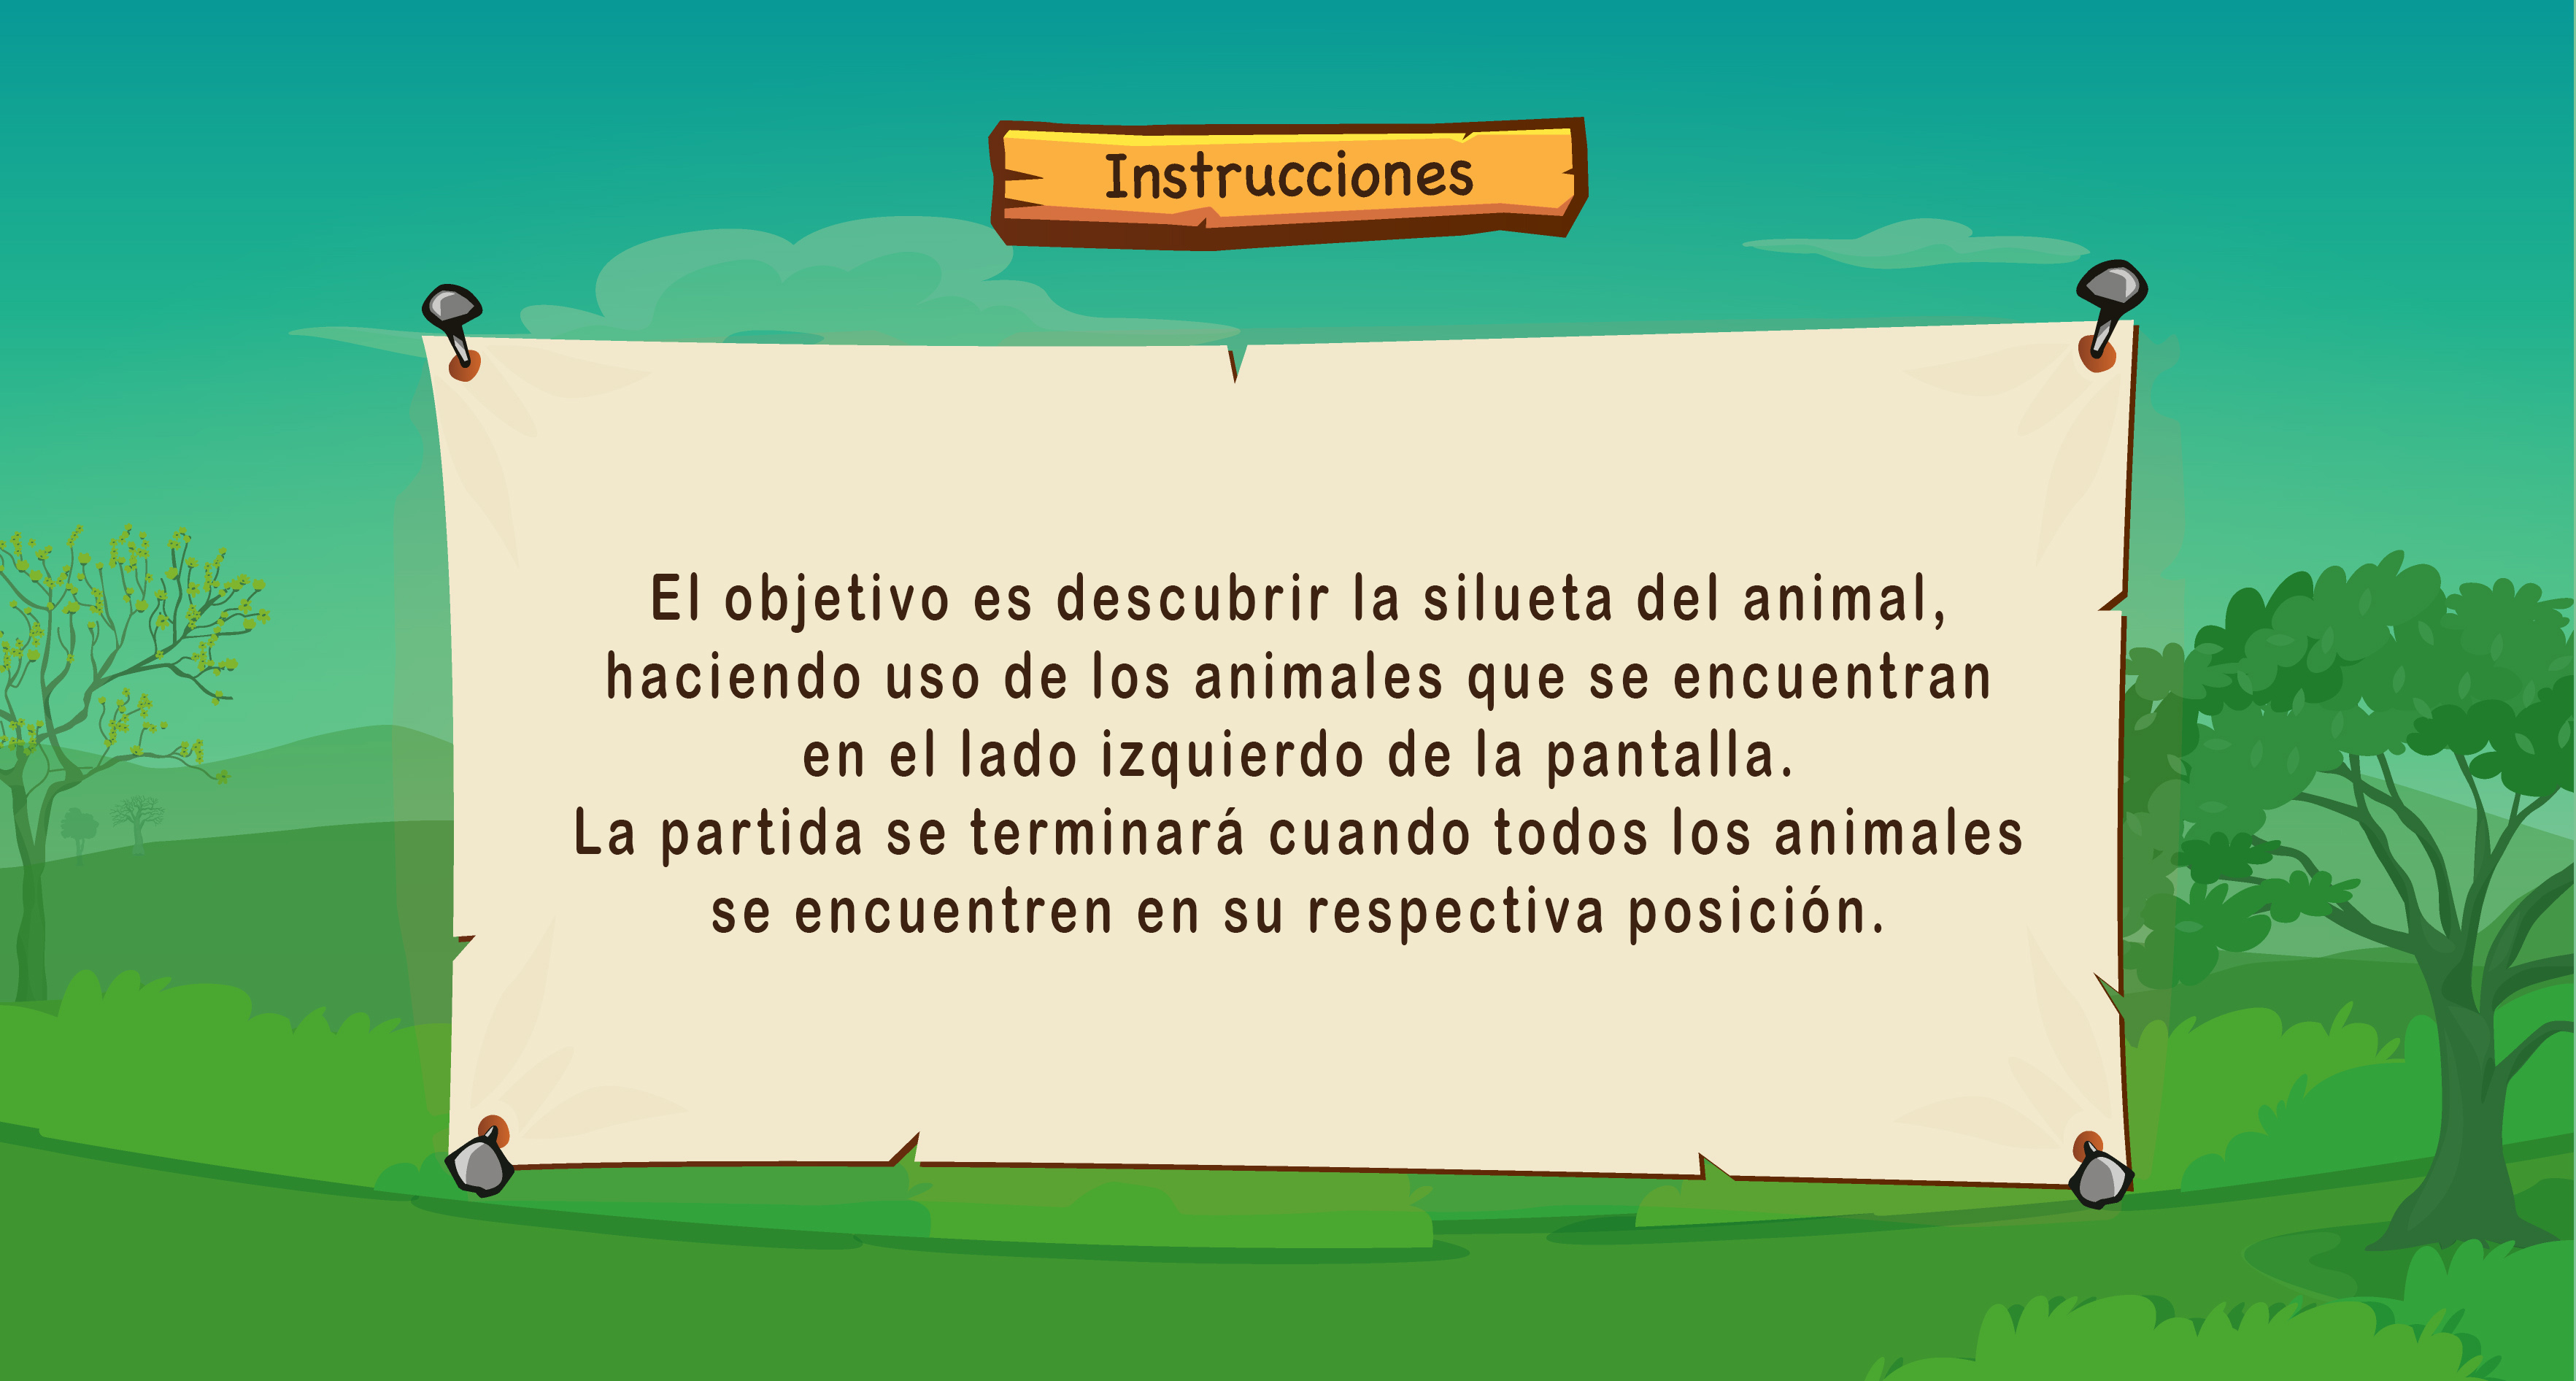 Instrucciones
El objetivo es descubrir la silueta del animal,
haciendo uso de los animales que se encuentran
en el lado izquierdo de la pantalla.
La partida se terminará cuando todos los animales
se encuentren en su respectiva posición.